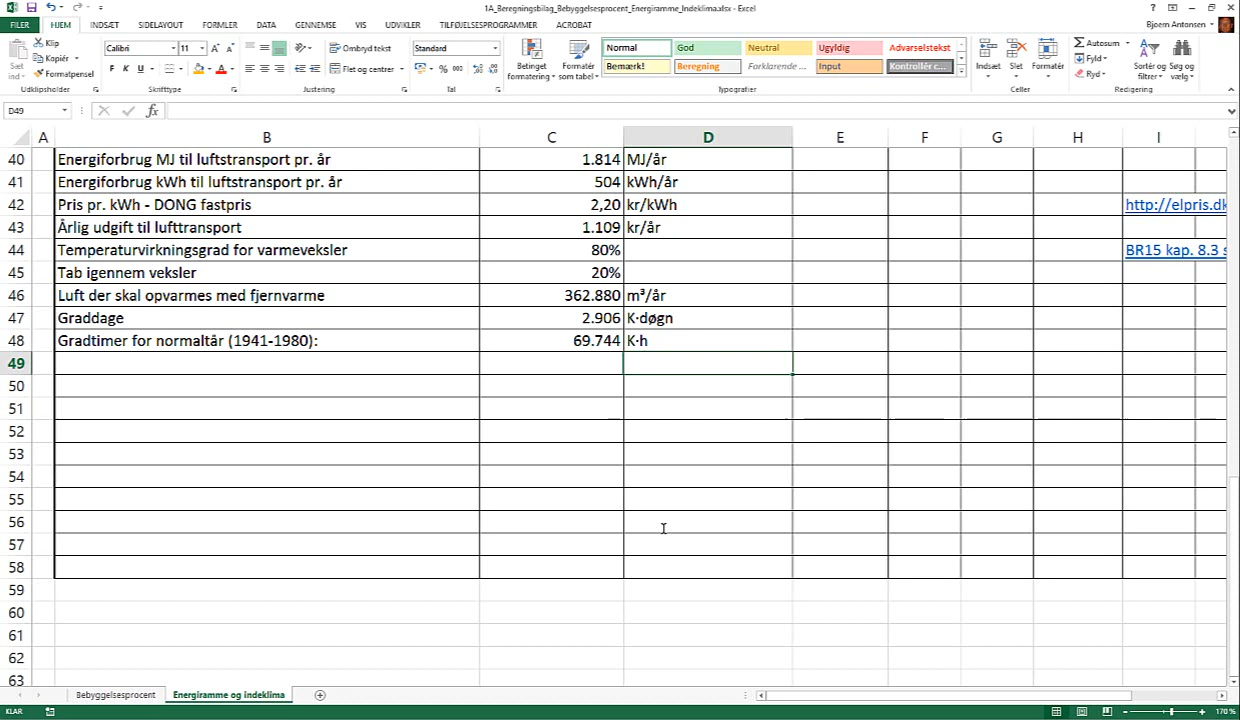 1A_Beregningsbilag_Bebyggelsesprocent_Energiramme_Indeklima.xlsx - Excel
FILER HJEM INDSÆT SIDELAYOUT FORMLER DATA GENNEMSE VIS UDVIKLER TILFØJELSESPROGRAMMER ACROBAT Bjoern Antonsen
Sæt ind
Klip
Kopiér
Formatpensel
Udklipsholder
Calibri 11
F K U
Skrifttype
Ombryd tekst
Flet og centrer
Justering
Standard
% 000
Tal
Betinget formatering
Formatér som tabel
Normal God Neutral Ugyldig Advarselstekst
Bemærk! Beregning Forklarende ... Input Kontrollér c...
Typografier
Indsæt Slet Formatér
Celler
Autosum
Fyld
Ryd
Sortér og filtrer
Søg og vælg
Redigering
D49 fx
A B C D E F G H I
40 Energiforbrug MJ til luftstransport pr. år 1.814 MJ/år
41 Energiforbrug kWh til luftstransport pr. år 504 kWh/år
42 Pris pr. kWh - DONG fastpris 2,20 kr/kWh http://elpris.dk
43 Årlig udgift til lufttransport 1.109 kr/år
44 Temperaturvirkningsgrad for varmeveksler 80% BR15 kap. 8.3 s
45 Tab igennem veksler 20%
46 Luft der skal opvarmes med fjernvarme 362.880 m³/år
47 Graddage 2.906 K·døgn
48 Gradtimer for normaltår (1941-1980): 69.744 K·h
49
50
51
52
53
54
55
56
57
58
59
60
61
62
63
Bebyggelsesprocent Energiramme og indeklima
KLAR 170 %